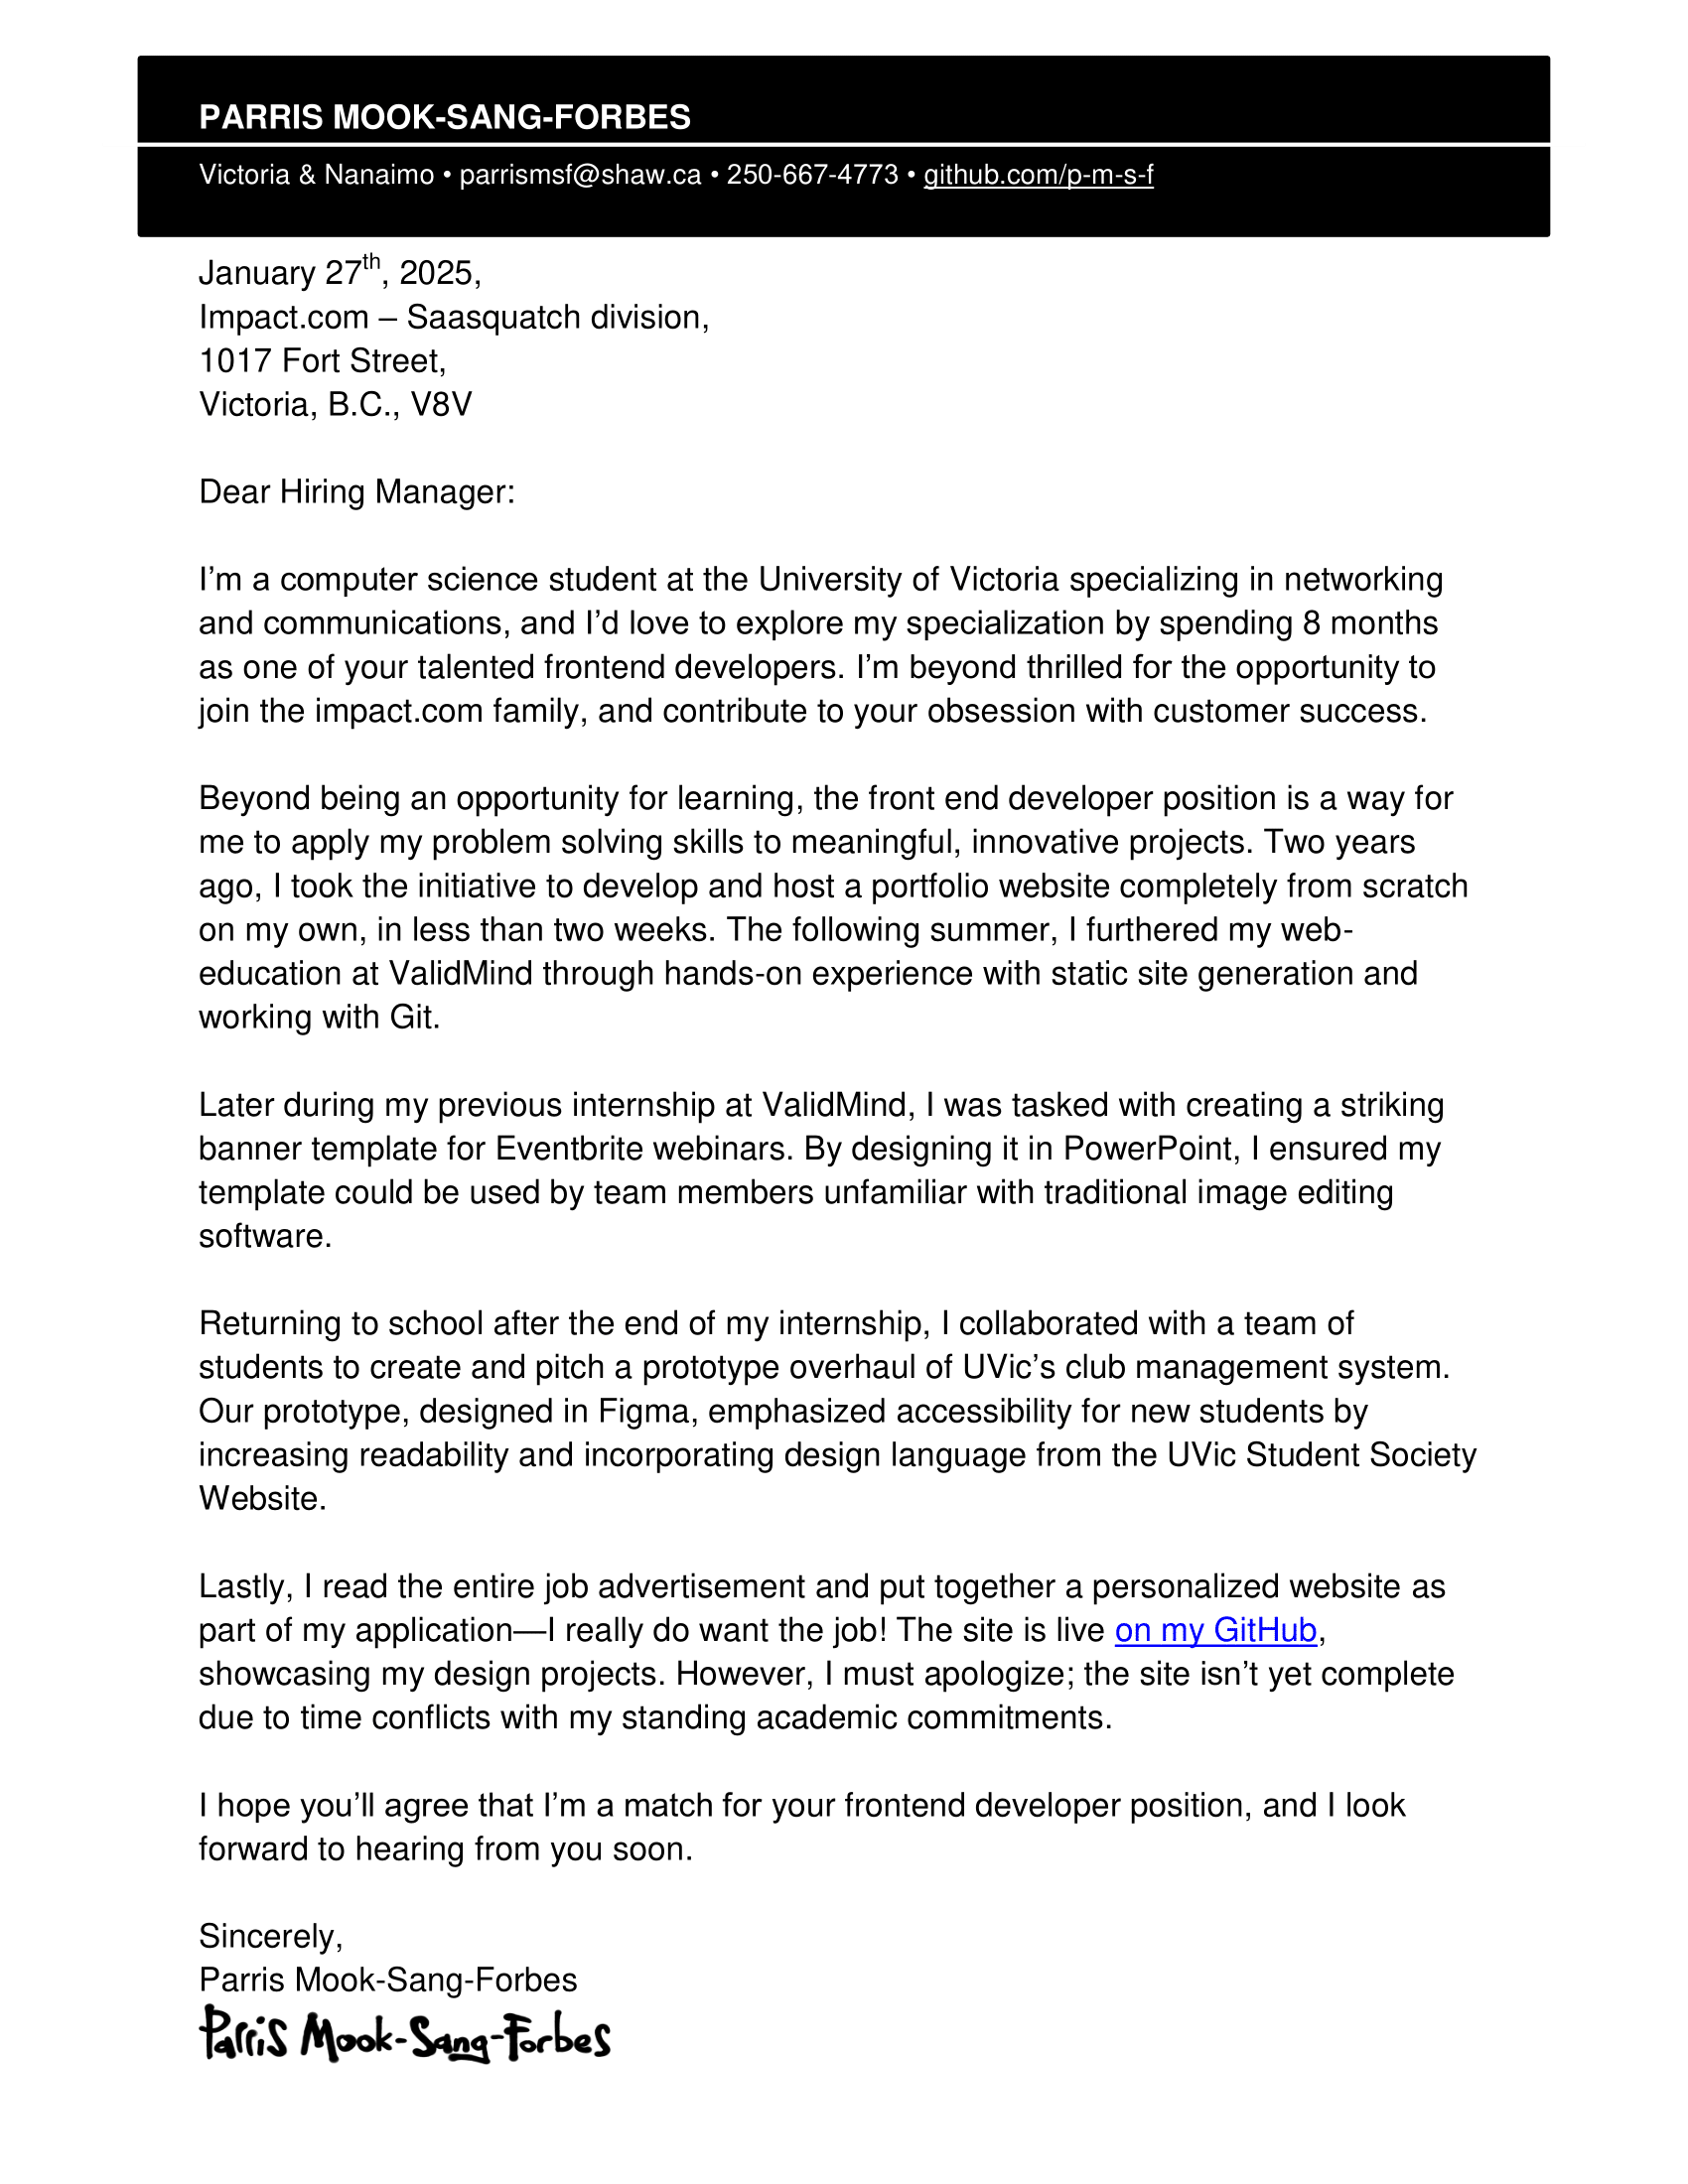 PARRIS MOOK-SANG-FORBES
Victoria & Nanaimo • parrismsf@shaw.ca • 250-667-4773 • github.com/p-m-s-f
January 27th, 2025,
Impact.com – Saasquatch division,
1017 Fort Street,
Victoria, B.C., V8V
Dear Hiring Manager:
I’m a computer science student at the University of Victoria specializing in networking
and communications, and I’d love to explore my specialization by spending 8 months
as one of your talented frontend developers. I’m beyond thrilled for the opportunity to
join the impact.com family, and contribute to your obsession with customer success.
Beyond being an opportunity for learning, the front end developer position is a way for
me to apply my problem solving skills to meaningful, innovative projects. Two years
ago, I took the initiative to develop and host a portfolio website completely from scratch
on my own, in less than two weeks. The following summer, I furthered my web-
education at ValidMind through hands-on experience with static site generation and
working with Git.
Later during my previous internship at ValidMind, I was tasked with creating a striking
banner template for Eventbrite webinars. By designing it in PowerPoint, I ensured my
template could be used by team members unfamiliar with traditional image editing
software.
Returning to school after the end of my internship, I collaborated with a team of
students to create and pitch a prototype overhaul of UVic’s club management system.
Our prototype, designed in Figma, emphasized accessibility for new students by
increasing readability and incorporating design language from the UVic Student Society
Website.
Lastly, I read the entire job advertisement and put together a personalized website as
part of my application—I really do want the job! The site is live on my GitHub,
showcasing my design projects. However, I must apologize; the site isn’t yet complete
due to time conflicts with my standing academic commitments.
I hope you’ll agree that I’m a match for your frontend developer position, and I look
forward to hearing from you soon.
Sincerely,
Parris Mook-Sang-Forbes
Parris Mook-Sang-Forbes